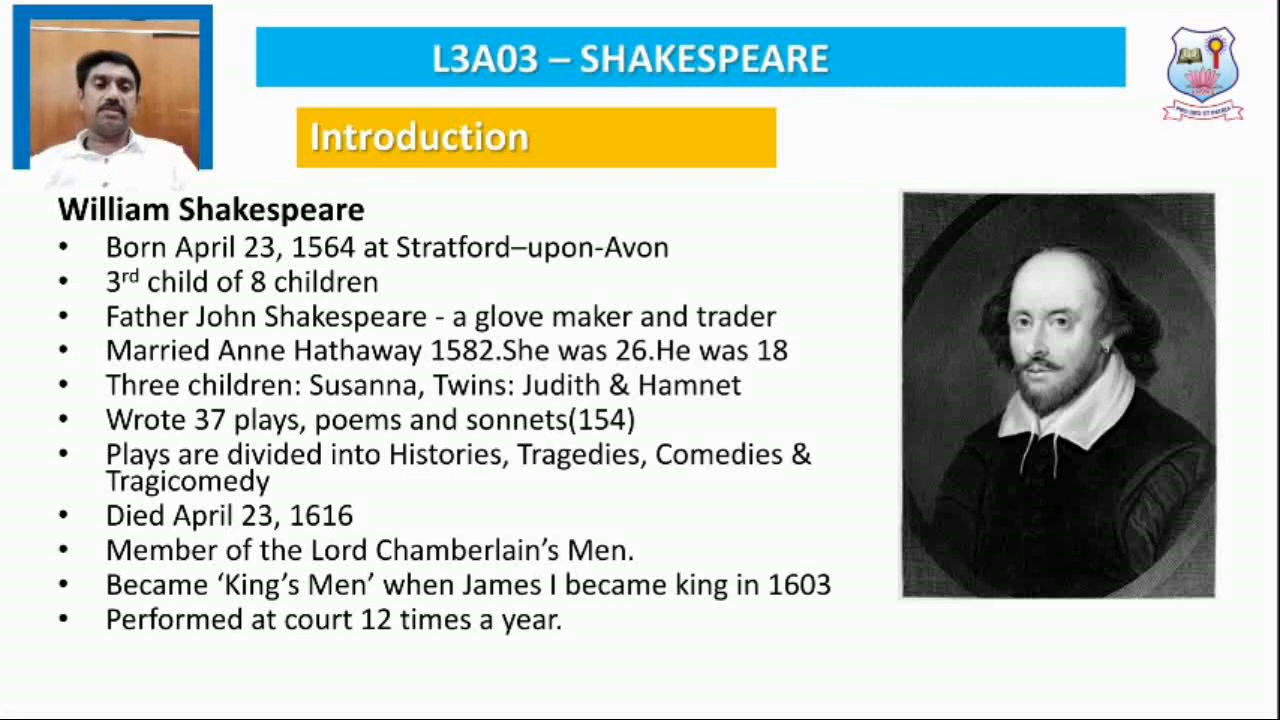 L3A03 – SHAKESPEARE
Introduction
William Shakespeare
• Born April 23, 1564 at Stratford–upon-Avon
• 3rd child of 8 children
• Father John Shakespeare - a glove maker and trader
• Married Anne Hathaway 1582.She was 26.He was 18
• Three children: Susanna, Twins: Judith & Hamnet
• Wrote 37 plays, poems and sonnets(154)
• Plays are divided into Histories, Tragedies, Comedies &
Tragicomedy
• Died April 23, 1616
• Member of the Lord Chamberlain’s Men.
• Became ‘King’s Men’ when James I became king in 1603
• Performed at court 12 times a year.